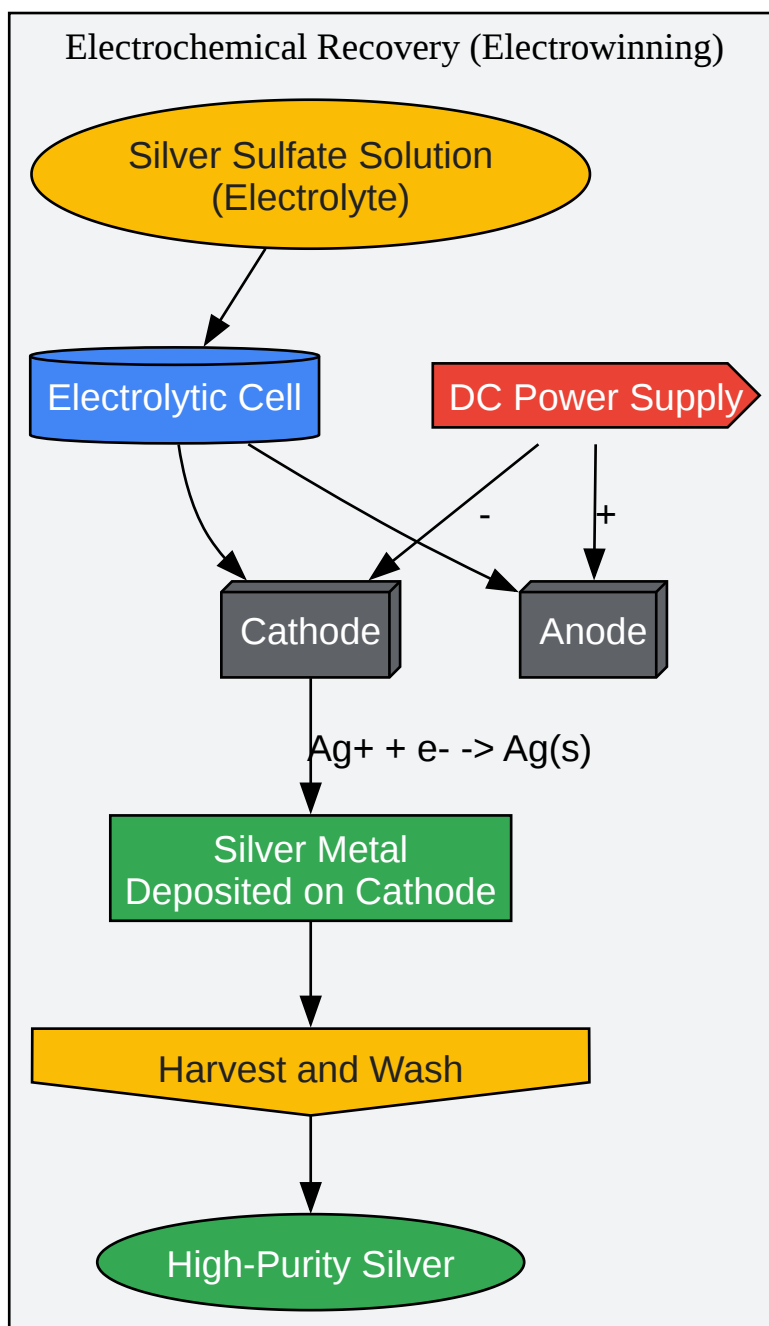 Electrochemical Recovery (Electrowinning)
Silver Sulfate Solution
(Electrolyte)
Electrolytic Cell
DC Power Supply
-
+
Cathode
Anode
Ag+ + e- -> Ag(s)
Silver Metal
Deposited on Cathode
Harvest and Wash
High-Purity Silver